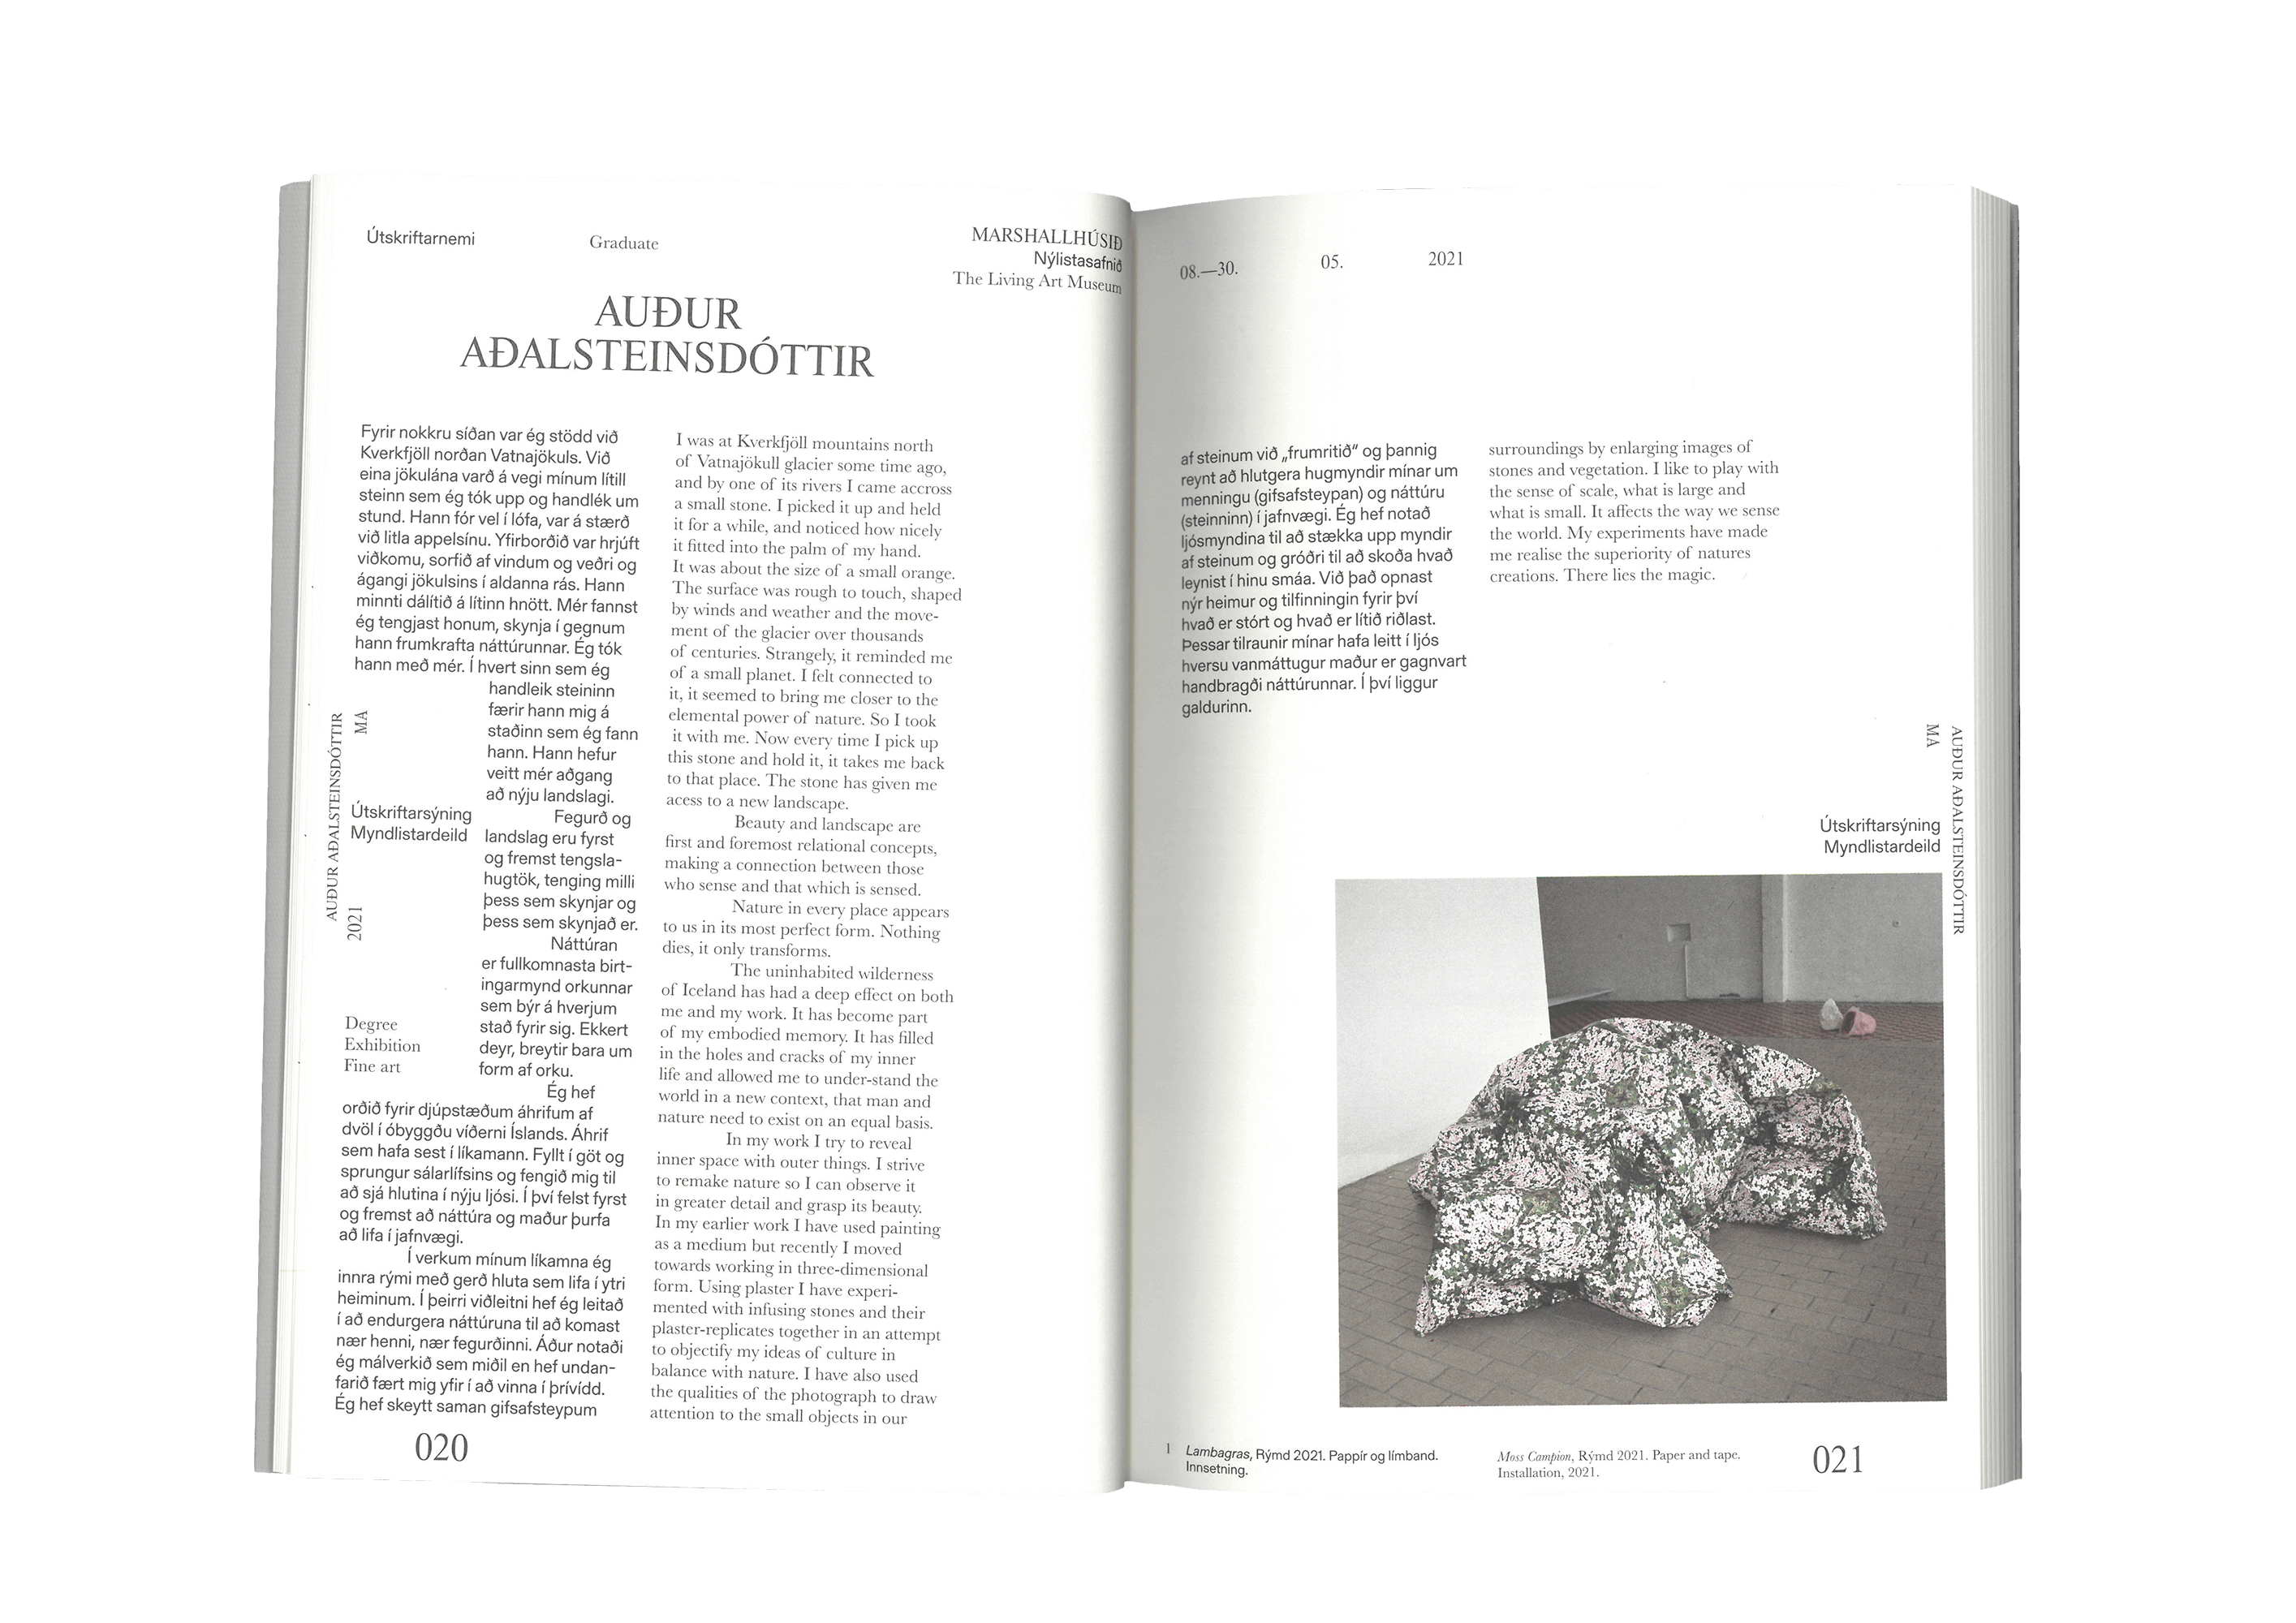 Útskriftarnemi
Graduate
MARSHALLHÚSIÐ
Nýlistasafnið
The Living Art Museum
AUÐUR
AÐALSTEINSDÓTTIR
Fyrir nokkru síðan var ég stödd við
Kverkfjöll norðan Vatnajökuls. Við
eina jökulána varð á vegi mínum lítill
steinn sem ég tók upp og handlék um
stund. Hann fór vel í lófa, var á stærð
við litla appelsínu. Yfirborðið var hrjúft
viðkomu, sorfið af vindum og veðri og
ágangi jökulsins í aldanna rás. Hann
minnti dálítið á lítinn hnött. Mér fannst
ég tengjast honum, skynja í gegnum
hann frumkrafta náttúrunnar. Ég tók
hann með mér. Í hvert sinn sem ég
handleik steininn
færir hann mig á
staðinn sem ég fann
hann. Hann hefur
veitt mér aðgang
að nýju landslagi.
Fegurð og
landslag eru fyrst
og fremst tengsla-
hugtök, tenging milli
þess sem skynjar og
þess sem skynjað er.
Náttúran
er fullkomnasta birt-
ingarmynd orkunnar
sem býr á hverjum
stað fyrir sig. Ekkert
deyr, breytir bara um
form af orku.
Ég hef
orðið fyrir djúpstæðum áhrifum af
dvöl í óbyggðu víðerni Íslands. Áhrif
sem hafa sest í líkamann. Fyllt í göt og
sprungur sálarlífsins og fengið mig til
að sjá hlutina í nýju ljósi. Í því felst fyrst
og fremst að náttúra og maður þurfa
að lifa í jafnvægi.
Í verkum mínum líkamna ég
innra rými með gerð hluta sem lifa í ytri
heiminum. Í þeirri viðleitni hef ég leitað
í að endurgera náttúruna til að komast
nær henni, nær fegurðinni. Áður notaði
ég málverkið sem miðil en hef undan-
farið fært mig yfir í að vinna í þrívídd.
Ég hef skeytt saman gifsafsteypum
AUÐUR AÐALSTEINSDÓTTIR
MA
2021
Útskriftarsýning
Myndlistardeild
Degree
Exhibition
Fine art
I was at Kverkfjöll mountains north
of Vatnajökull glacier some time ago,
and by one of its rivers I came accross
a small stone. I picked it up and held
it for a while, and noticed how nicely
it fitted into the palm of my hand.
It was about the size of a small orange.
The surface was rough to touch, shaped
by winds and weather and the move-
ment of the glacier over thousands
of centuries. Strangely, it reminded me
of a small planet. I felt connected to
it, it seemed to bring me closer to the
elemental power of nature. So I took
it with me. Now every time I pick up
this stone and hold it, it takes me back
to that place. The stone has given me
acess to a new landscape.
Beauty and landscape are
first and foremost relational concepts,
making a connection between those
who sense and that which is sensed.
Nature in every place appears
to us in its most perfect form. Nothing
dies, it only transforms.
The uninhabited wilderness
of Iceland has had a deep effect on both
me and my work. It has become part
of my embodied memory. It has filled
in the holes and cracks of my inner
life and allowed me to under-stand the
world in a new context, that man and
nature need to exist on an equal basis.
In my work I try to reveal
inner space with outer things. I strive
to remake nature so I can observe it
in greater detail and grasp its beauty.
In my earlier work I have used painting
as a medium but recently I moved
towards working in three-dimensional
form. Using plaster I have experi-
mented with infusing stones and their
plaster-replicates together in an attempt
to objectify my ideas of culture in
balance with nature. I have also used
the qualities of the photograph to draw
attention to the small objects in our
020
08.—30.
05.
2021
af steinum við „frumritið“ og þannig
reynt að hlutgera hugmyndir mínar um
menningu (gifsafsteypan) og náttúru
(steinninn) í jafnvægi. Ég hef notað
ljósmyndina til að stækka upp myndir
af steinum og gróðri til að skoða hvað
leynist í hinu smáa. Við það opnast
nýr heimur og tilfinningin fyrir því
hvað er stórt og hvað er lítið riðlast.
Þessar tilraunir mínar hafa leitt í ljós
hversu vanmáttugur maður er gagnvart
handbragði náttúrunnar. Í því liggur
galdurinn.
surroundings by enlarging images of
stones and vegetation. I like to play with
the sense of scale, what is large and
what is small. It affects the way we sense
the world. My experiments have made
me realise the superiority of natures
creations. There lies the magic.
MA
AUÐUR AÐALSTEINSDÓTTIR
Útskriftarsýning
Myndlistardeild
1 Lambagras, Rýmd 2021. Pappír og límband.
Innsetning.
Moss Campion, Rýmd 2021. Paper and tape.
Installation, 2021.
021